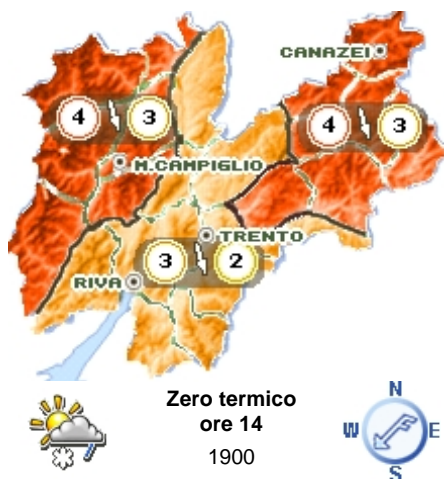 CANAZEI
4 3
4 3
M.CAMPIGLIO
TRENTO
3 2
RIVA
Zero termico
ore 14
1900
N
W E
S